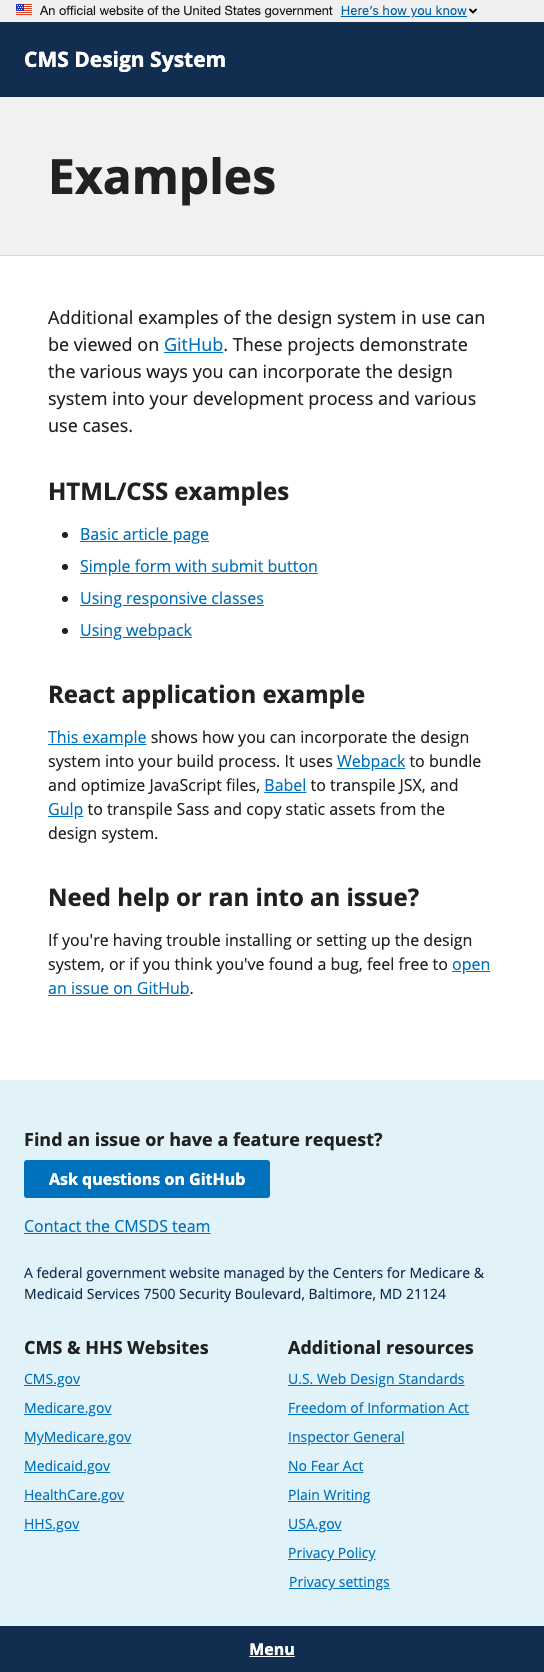 An official website of the United States government Here's how you know
CMS Design System
Examples
Additional examples of the design system in use can
be viewed on GitHub. These projects demonstrate
the various ways you can incorporate the design
system into your development process and various
use cases.
HTML/CSS examples
• Basic article page
• Simple form with submit button
• Using responsive classes
• Using webpack
React application example
This example shows how you can incorporate the design
system into your build process. It uses Webpack to bundle
and optimize JavaScript files, Babel to transpile JSX, and
Gulp to transpile Sass and copy static assets from the
design system.
Need help or ran into an issue?
If you're having trouble installing or setting up the design
system, or if you think you've found a bug, feel free to open
an issue on GitHub.
Find an issue or have a feature request?
Ask questions on GitHub
Contact the CMSDS team
A federal government website managed by the Centers for Medicare &
Medicaid Services 7500 Security Boulevard, Baltimore, MD 21124
CMS & HHS Websites
CMS.gov
Medicare.gov
MyMedicare.gov
Medicaid.gov
HealthCare.gov
HHS.gov
Additional resources
U.S. Web Design Standards
Freedom of Information Act
Inspector General
No Fear Act
Plain Writing
USA.gov
Privacy Policy
Privacy settings
Menu